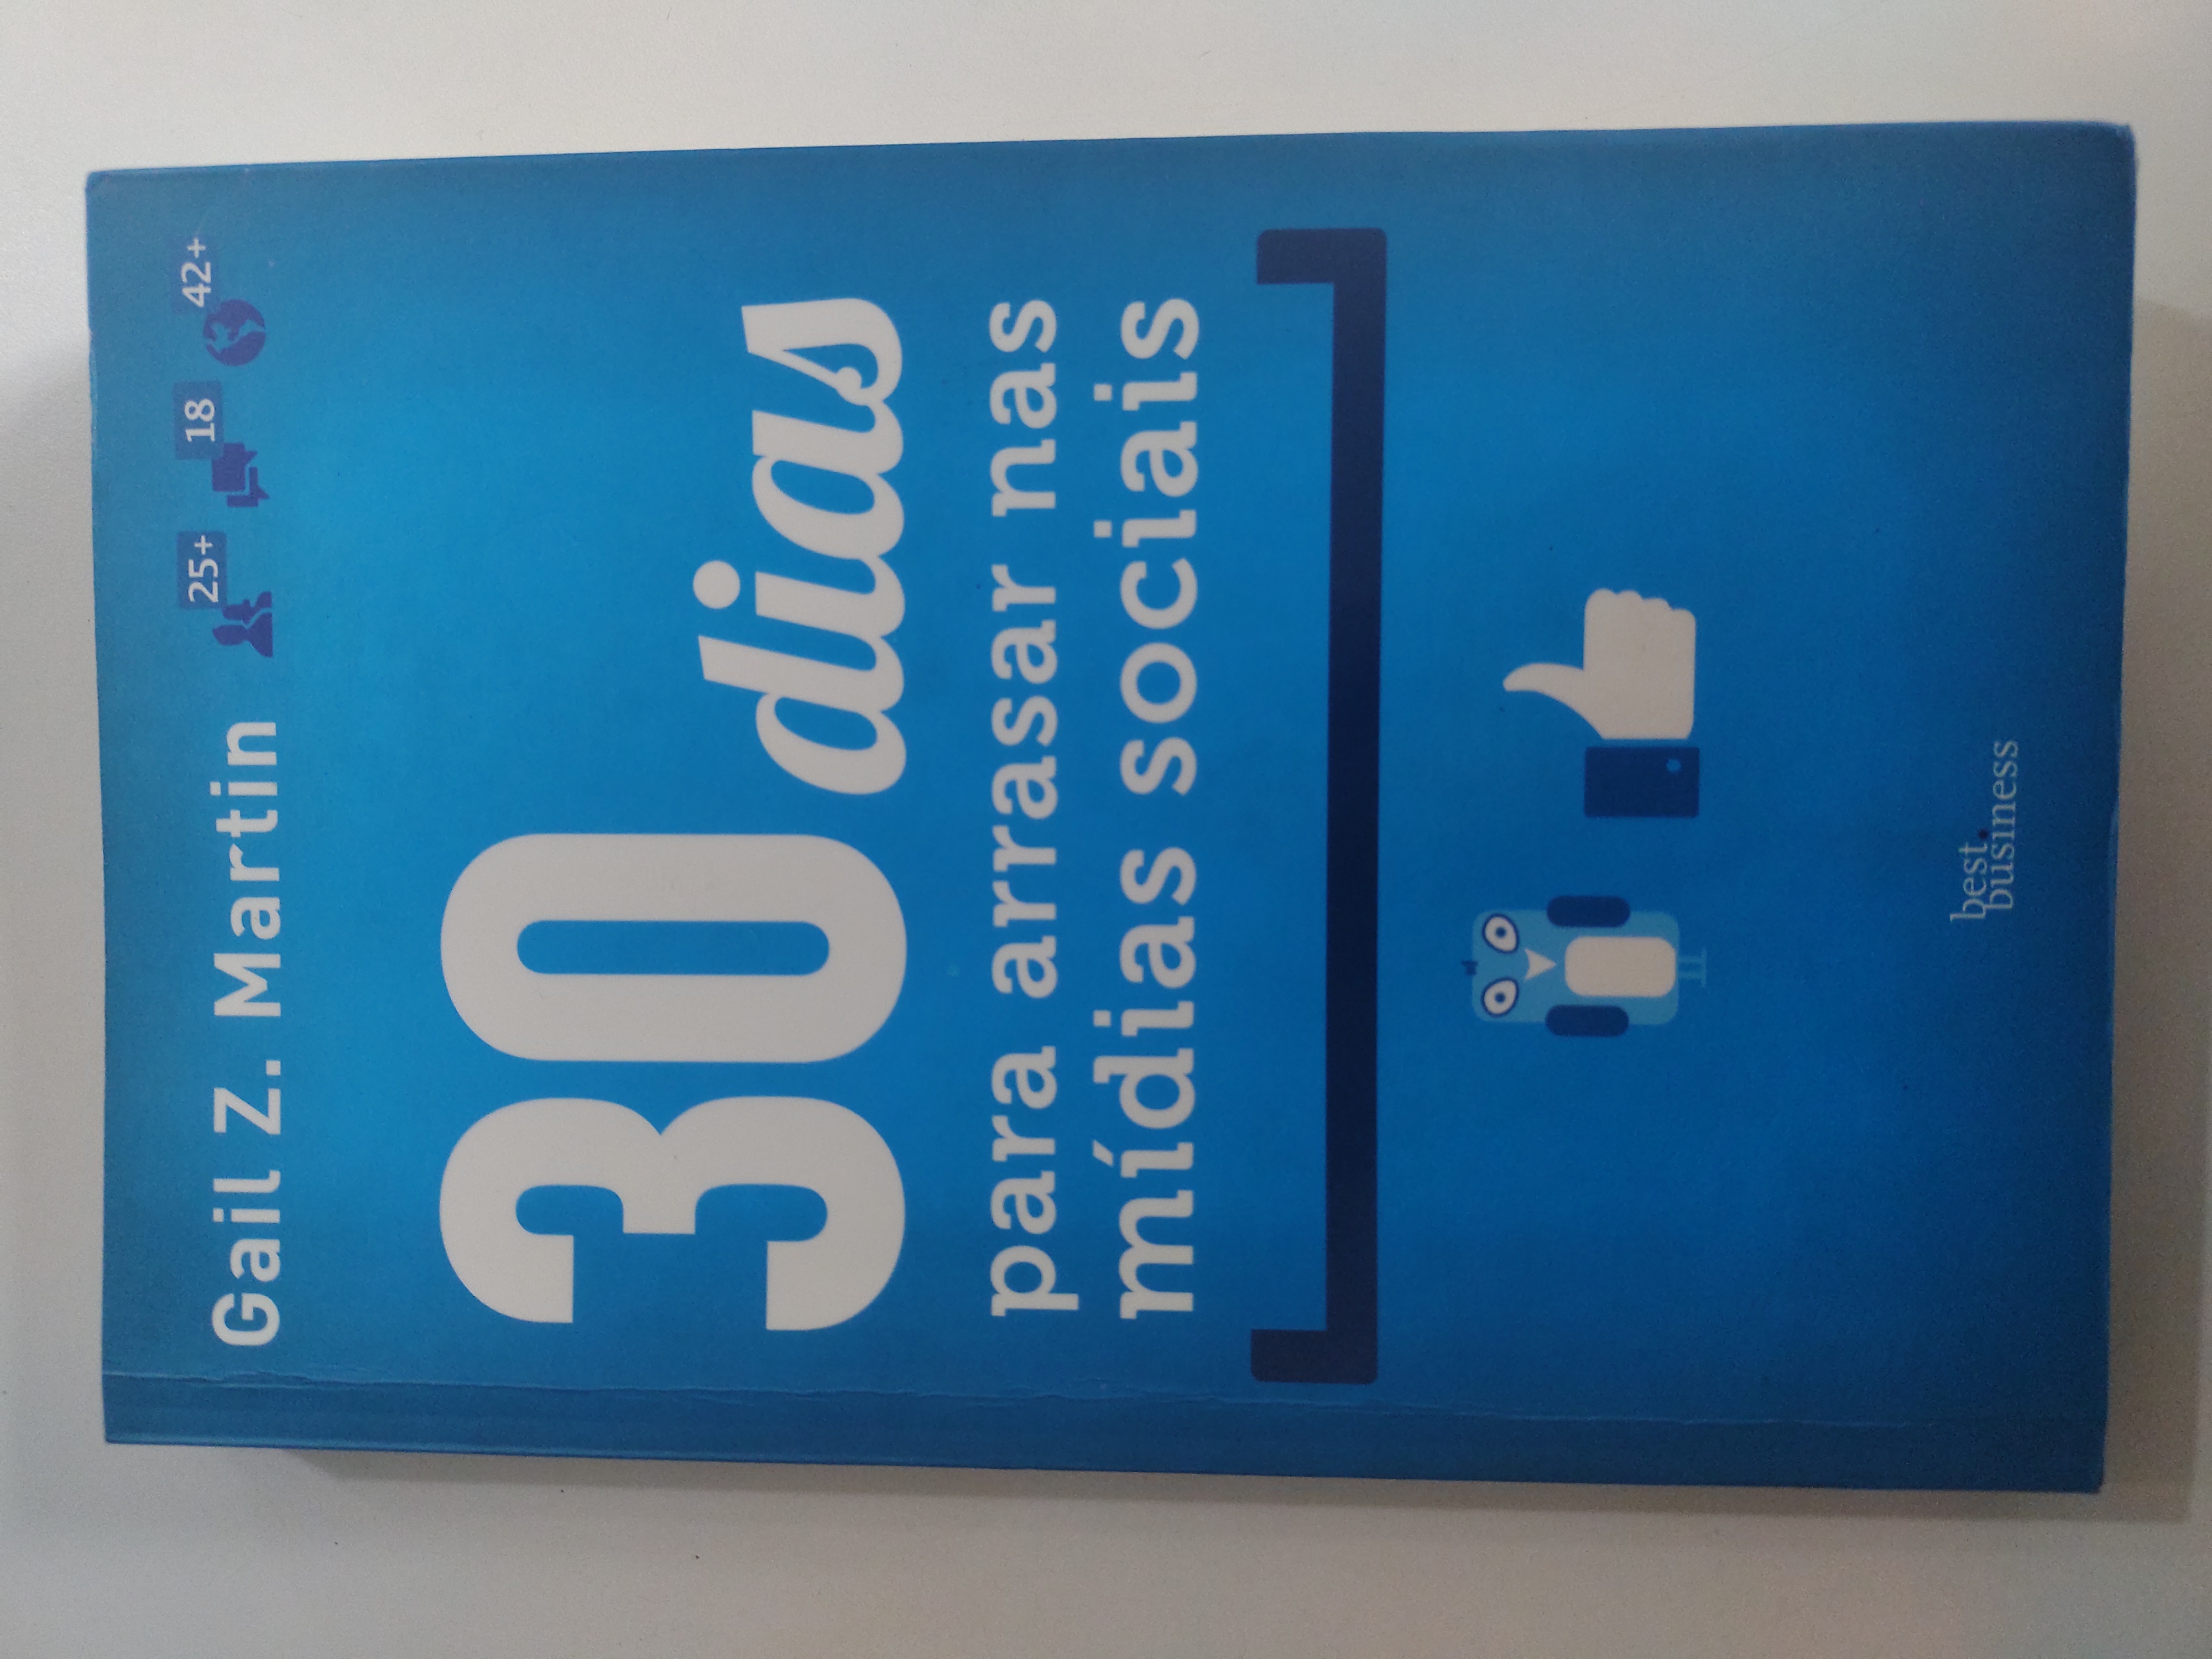 Gail Z. Martin
25+
18
42+
30 dias
para arrasar nas
mídias sociais
best.
business